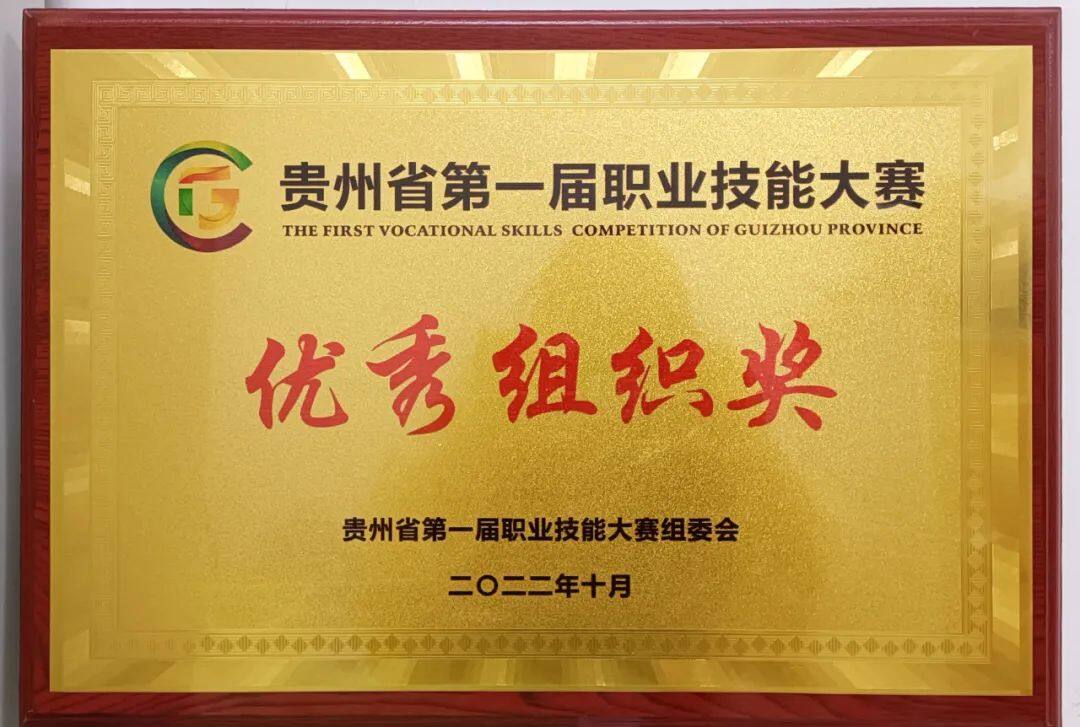 贵州省第一届职业技能大赛
THE FIRST VOCATIONAL SKILLS COMPETITION OF GUIZHOU PROVINCE
优秀组织奖
贵州省第一届职业技能大赛组委会
二〇二二年十月